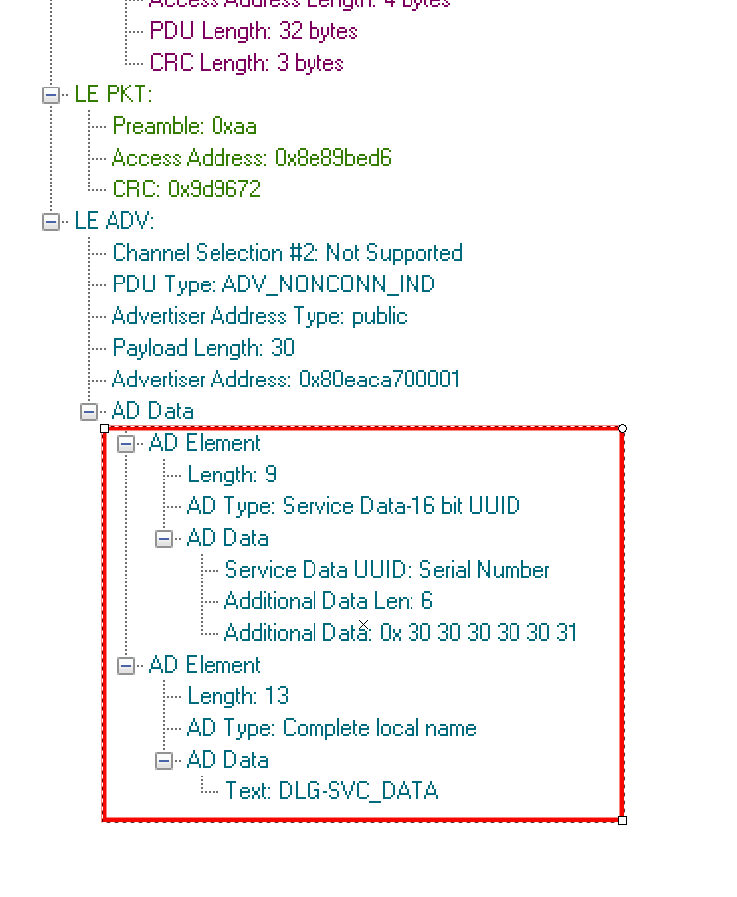 Access Address Length: 4 bytes
PDU Length: 32 bytes
CRC Length: 3 bytes
LE PKT:
Preamble: 0xaa
Access Address: 0x8e89bed6
CRC: 0x9d9672
LE ADV:
Channel Selection #2: Not Supported
PDU Type: ADV_NONCONN_IND
Advertiser Address Type: public
Payload Length: 30
Advertiser Address: 0x80eaca700001
AD Data
AD Element
Length: 9
AD Type: Service Data-16 bit UUID
AD Data
Service Data UUID: Serial Number
Additional Data Len: 6
Additional Data: 0x 30 30 30 30 30 31
AD Element
Length: 13
AD Type: Complete local name
AD Data
Text: DLG-SVC_DATA